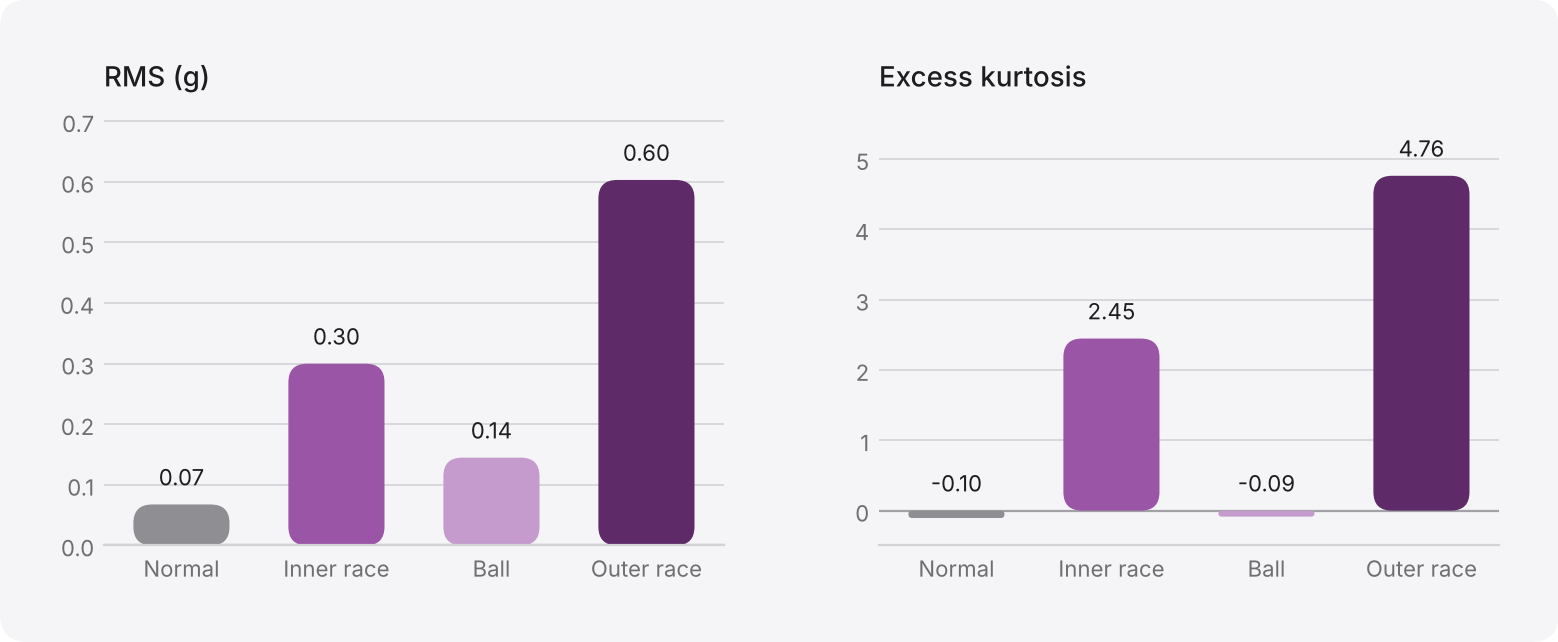 RMS (g)
0.7
0.6
0.5
0.4
0.3
0.2
0.1
0.0
0.07
0.30
0.14
0.60
Normal
Inner race
Ball
Outer race
Excess kurtosis
5
4
3
2
1
0
-0.10
2.45
-0.09
4.76
Normal
Inner race
Ball
Outer race